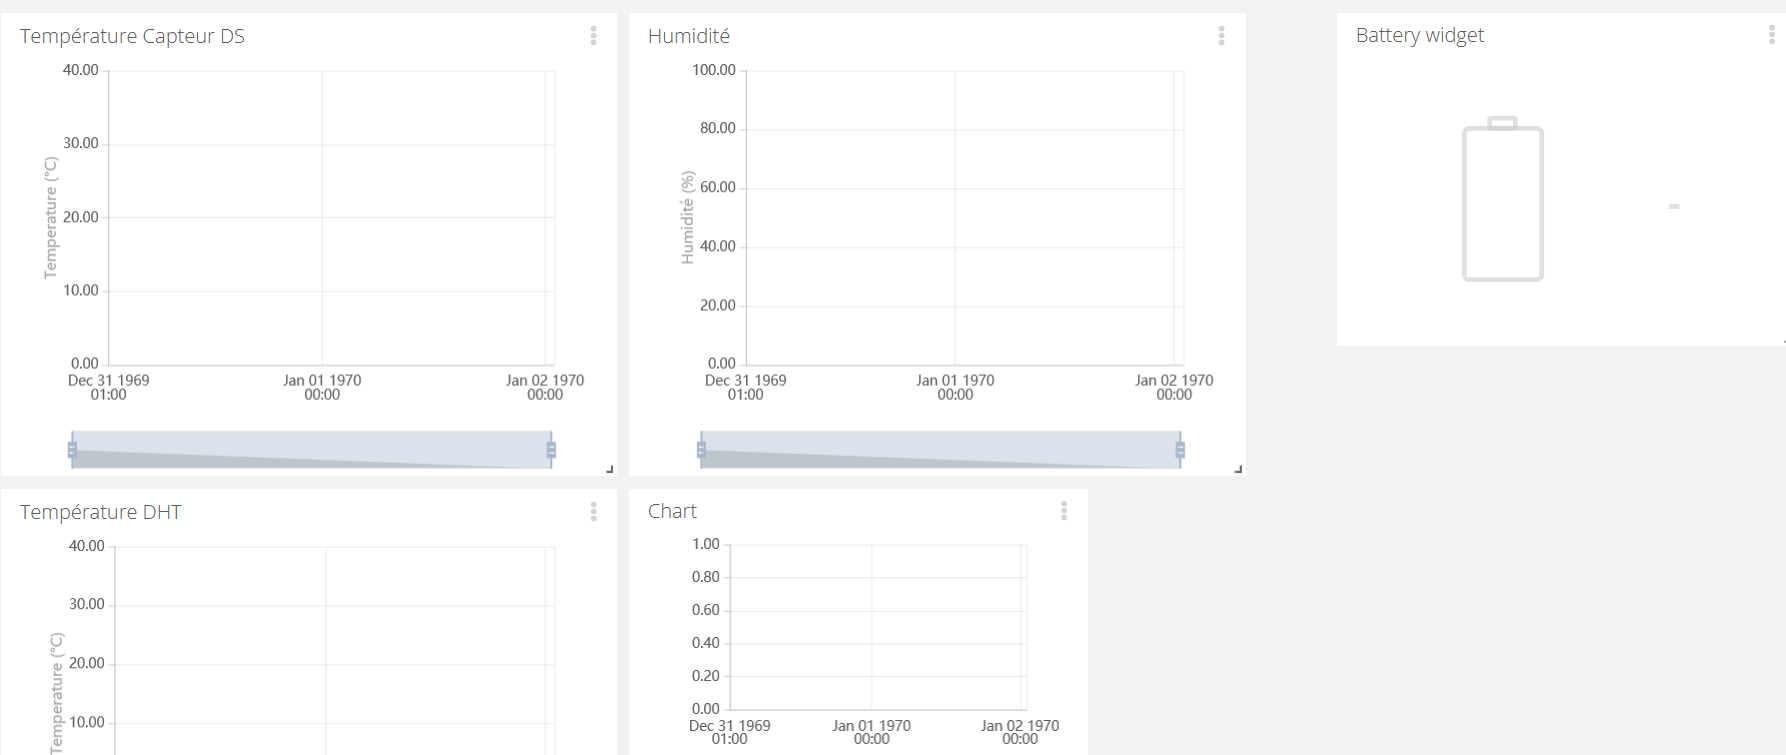 Température Capteur DS
40.00
30.00
20.00
10.00
0.00
Temperature (°C)
Dec 31 1969
01:00
Jan 01 1970
00:00
Jan 02 1970
00:00
Humidité
100.00
80.00
60.00
40.00
20.00
0.00
Humidité (%)
Dec 31 1969
01:00
Jan 01 1970
00:00
Jan 02 1970
00:00
Battery widget
-
Température DHT
40.00
30.00
20.00
10.00
Temperature (°C)
Chart
1.00
0.80
0.60
0.40
0.20
0.00
Dec 31 1969
01:00
Jan 01 1970
00:00
Jan 02 1970
00:00